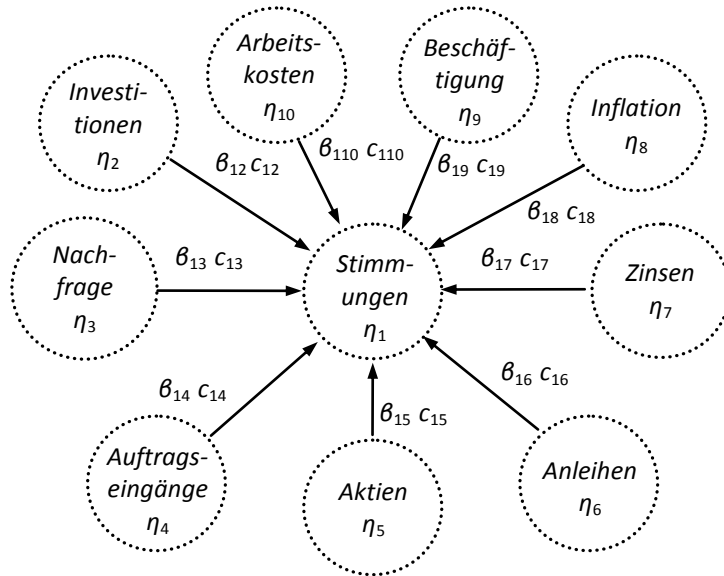 Arbeits-
kosten
η₁₀
Beschäf-
tigung
η₉
Investi-
tionen
η₂
Inflation
η₈
β₁₂ c₁₂
β₁₁₀ c₁₁₀
β₁₉ c₁₉
β₁₈ c₁₈
Nach-
frage
η₃
β₁₃ c₁₃
Stimm-
ungen
η₁
β₁₇ c₁₇
Zinsen
η₇
β₁₄ c₁₄
β₁₅ c₁₅
β₁₆ c₁₆
Auftrags-
eingänge
η₄
Aktien
η₅
Anleihen
η₆